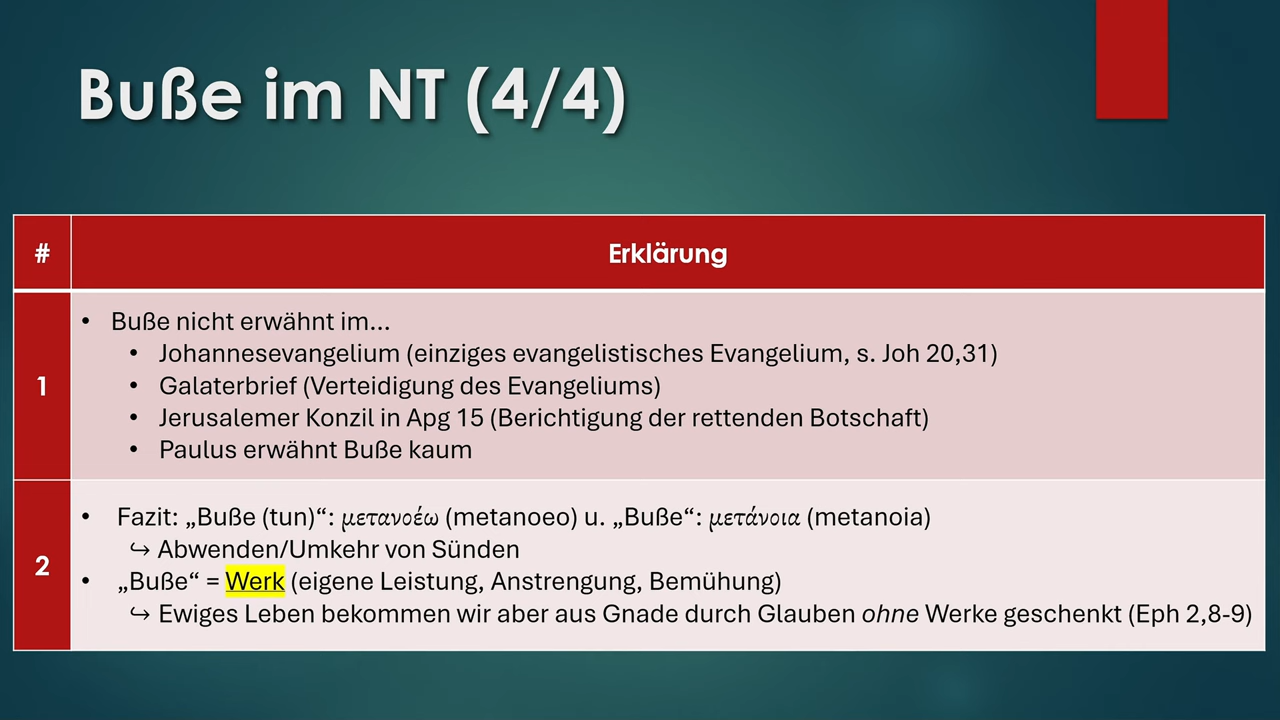 Buße im NT (4/4)
# Erklärung
1
• Buße nicht erwähnt im...
• Johannesevangelium (einziges evangelistisches Evangelium, s. Joh 20,31)
• Galaterbrief (Verteidigung des Evangeliums)
• Jerusalemer Konzil in Apg 15 (Berichtigung der rettenden Botschaft)
• Paulus erwähnt Buße kaum
2
• Fazit: „Buße (tun)“: μετανοέω (metanoeo) u. „Buße“: μετάνοια (metanoia)
↪ Abwenden/Umkehr von Sünden
• „Buße“ = Werk (eigene Leistung, Anstrengung, Bemühung)
↪ Ewiges Leben bekommen wir aber aus Gnade durch Glauben ohne Werke geschenkt (Eph 2,8-9)